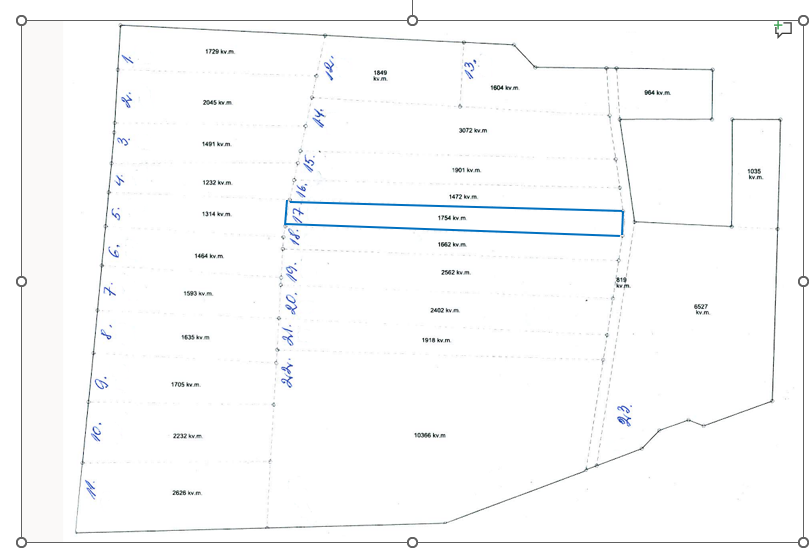 1. 1729 kv.m.
2. 2045 kv.m.
3. 1491 kv.m.
4. 1232 kv.m.
5. 1314 kv.m.
6. 1464 kv.m.
7. 1593 kv.m.
8. 1635 kv.m.
9. 1705 kv.m.
10. 2232 kv.m.
11. 2626 kv.m.
12. 1849
kv.m.
13. 1604 kv.m.
14. 3072 kv.m.
15. 1901 kv.m.
16. 1472 kv.m.
17. 1754 kv.m.
18. 1662 kv.m.
19. 2562 kv.m.
20. 2402 kv.m.
21. 1918 kv.m.
22. 10366 kv.m
964 kv.m.
1035
kv.m.
819
kv.m.
6527
kv.m.
23.